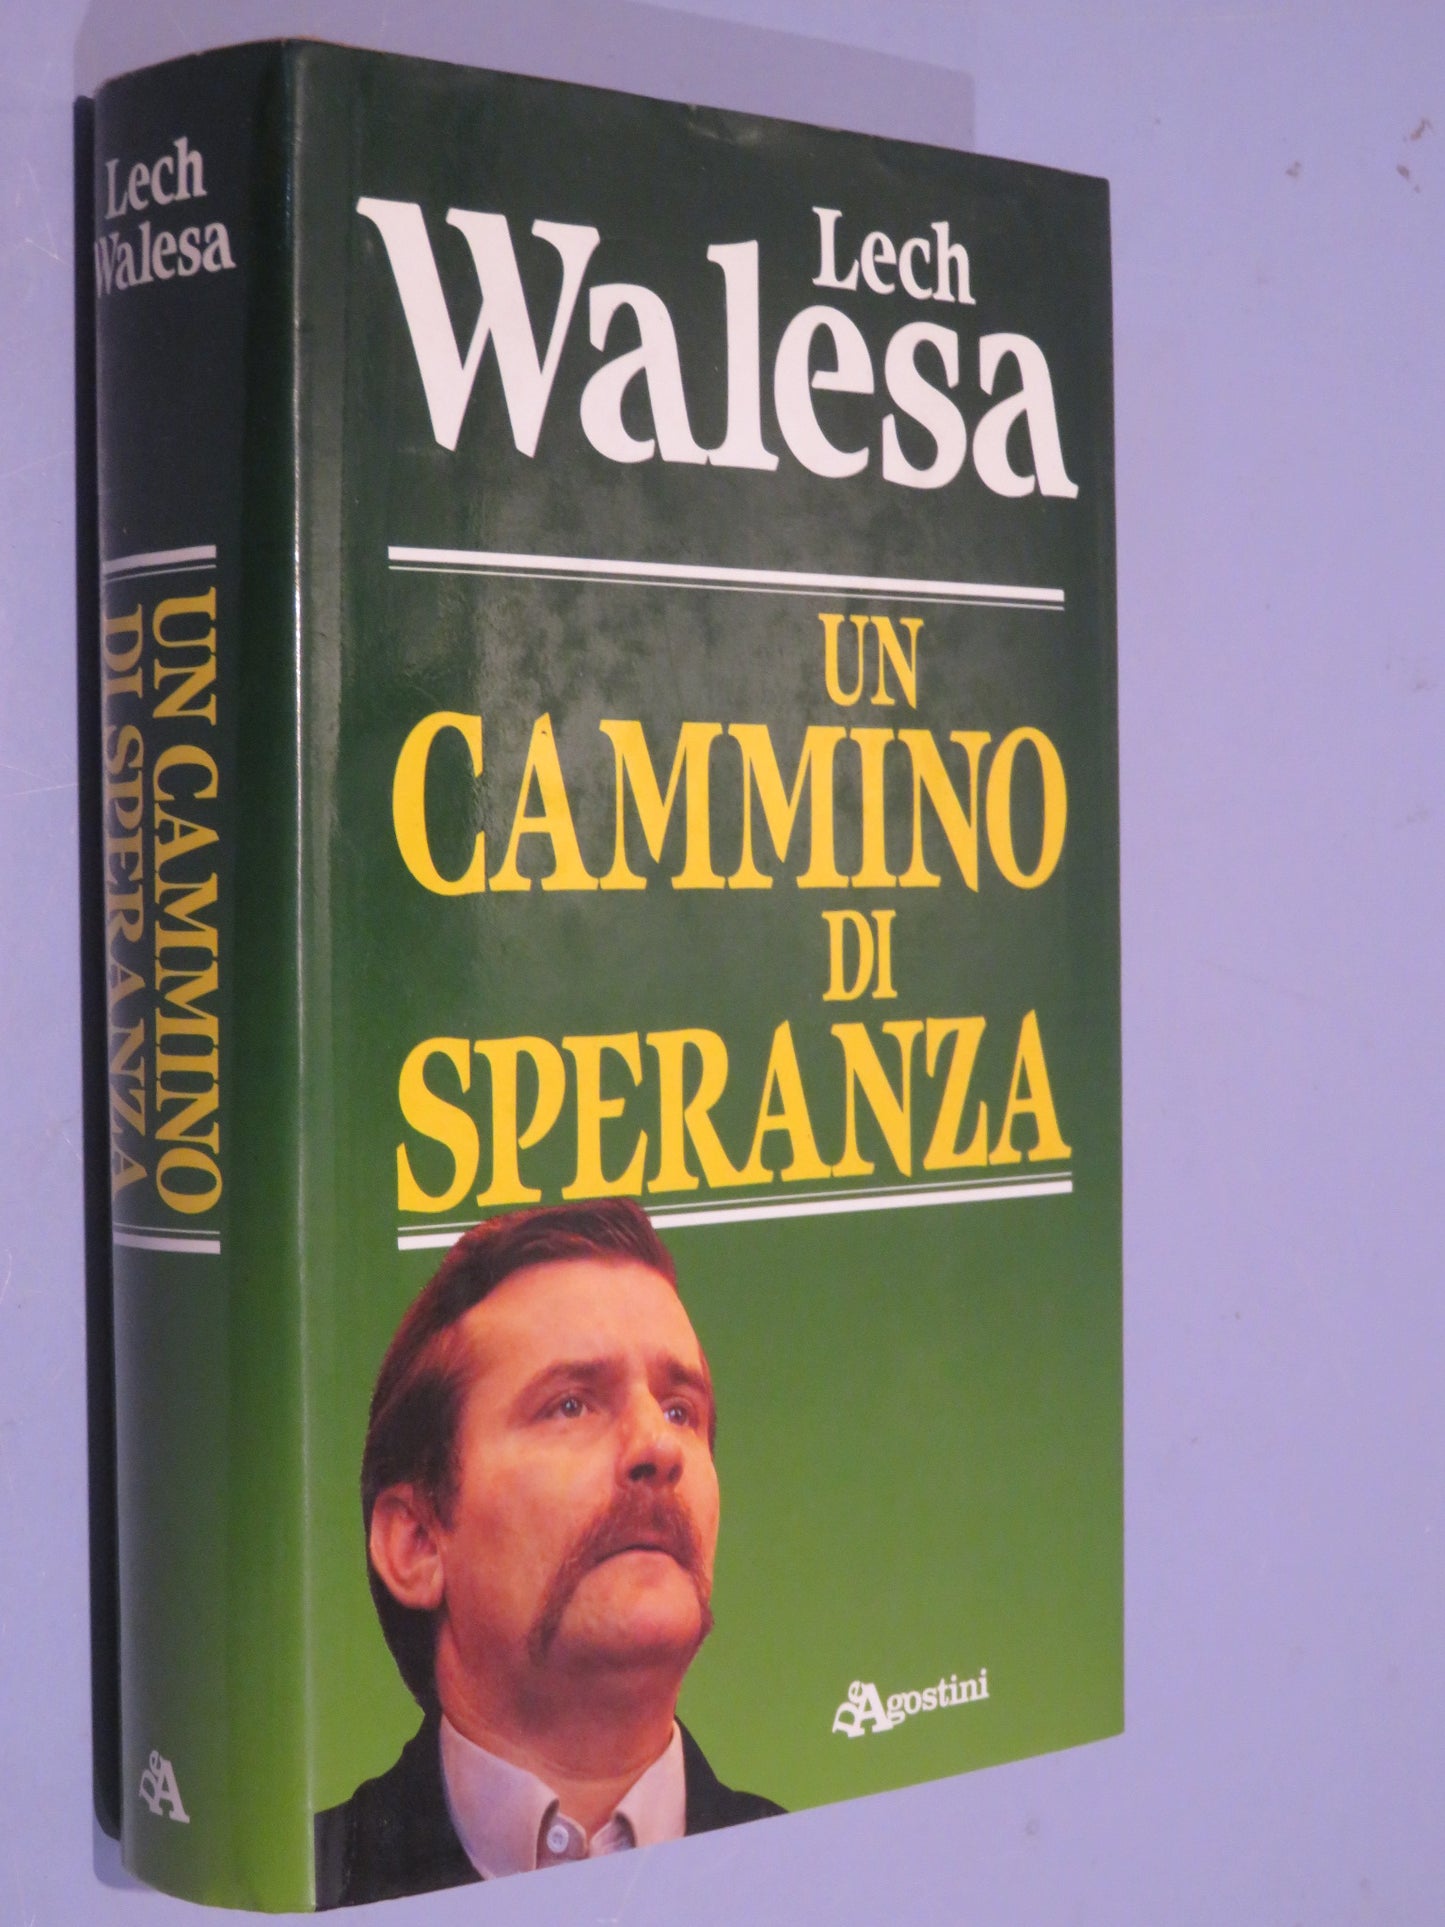 Lech
Walesa
UN CAMMINO
DI SPERANZA
DeA
Lech
Walesa
UN
CAMMINO
DI
SPERANZA
DeAgostini